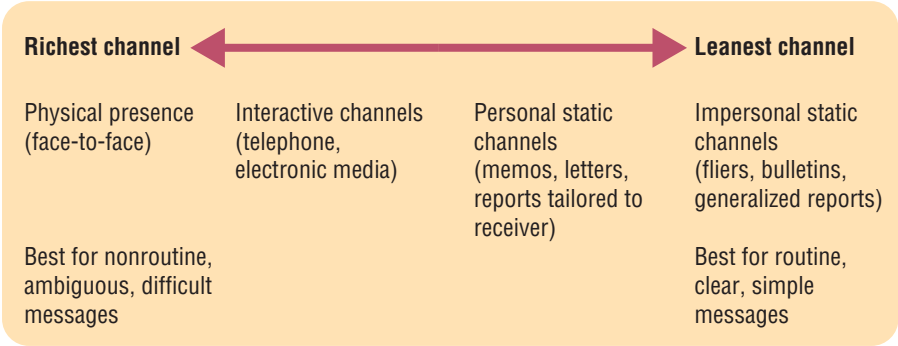 Richest channel
Leanest channel
Physical presence
(face-to-face)
Interactive channels
(telephone,
electronic media)
Personal static
channels
(memos, letters,
reports tailored to
receiver)
Impersonal static
channels
(fliers, bulletins,
generalized reports)
Best for nonroutine,
ambiguous, difficult
messages
Best for routine,
clear, simple
messages